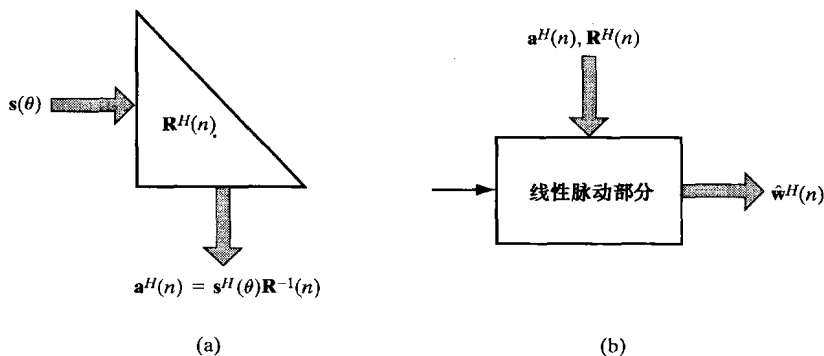 s(θ)
R^H(n)
a^H(n) = s^H(θ)R^{-1}(n)
(a)
a^H(n), R^H(n)
线性脉动部分
ŵ^H(n)
(b)